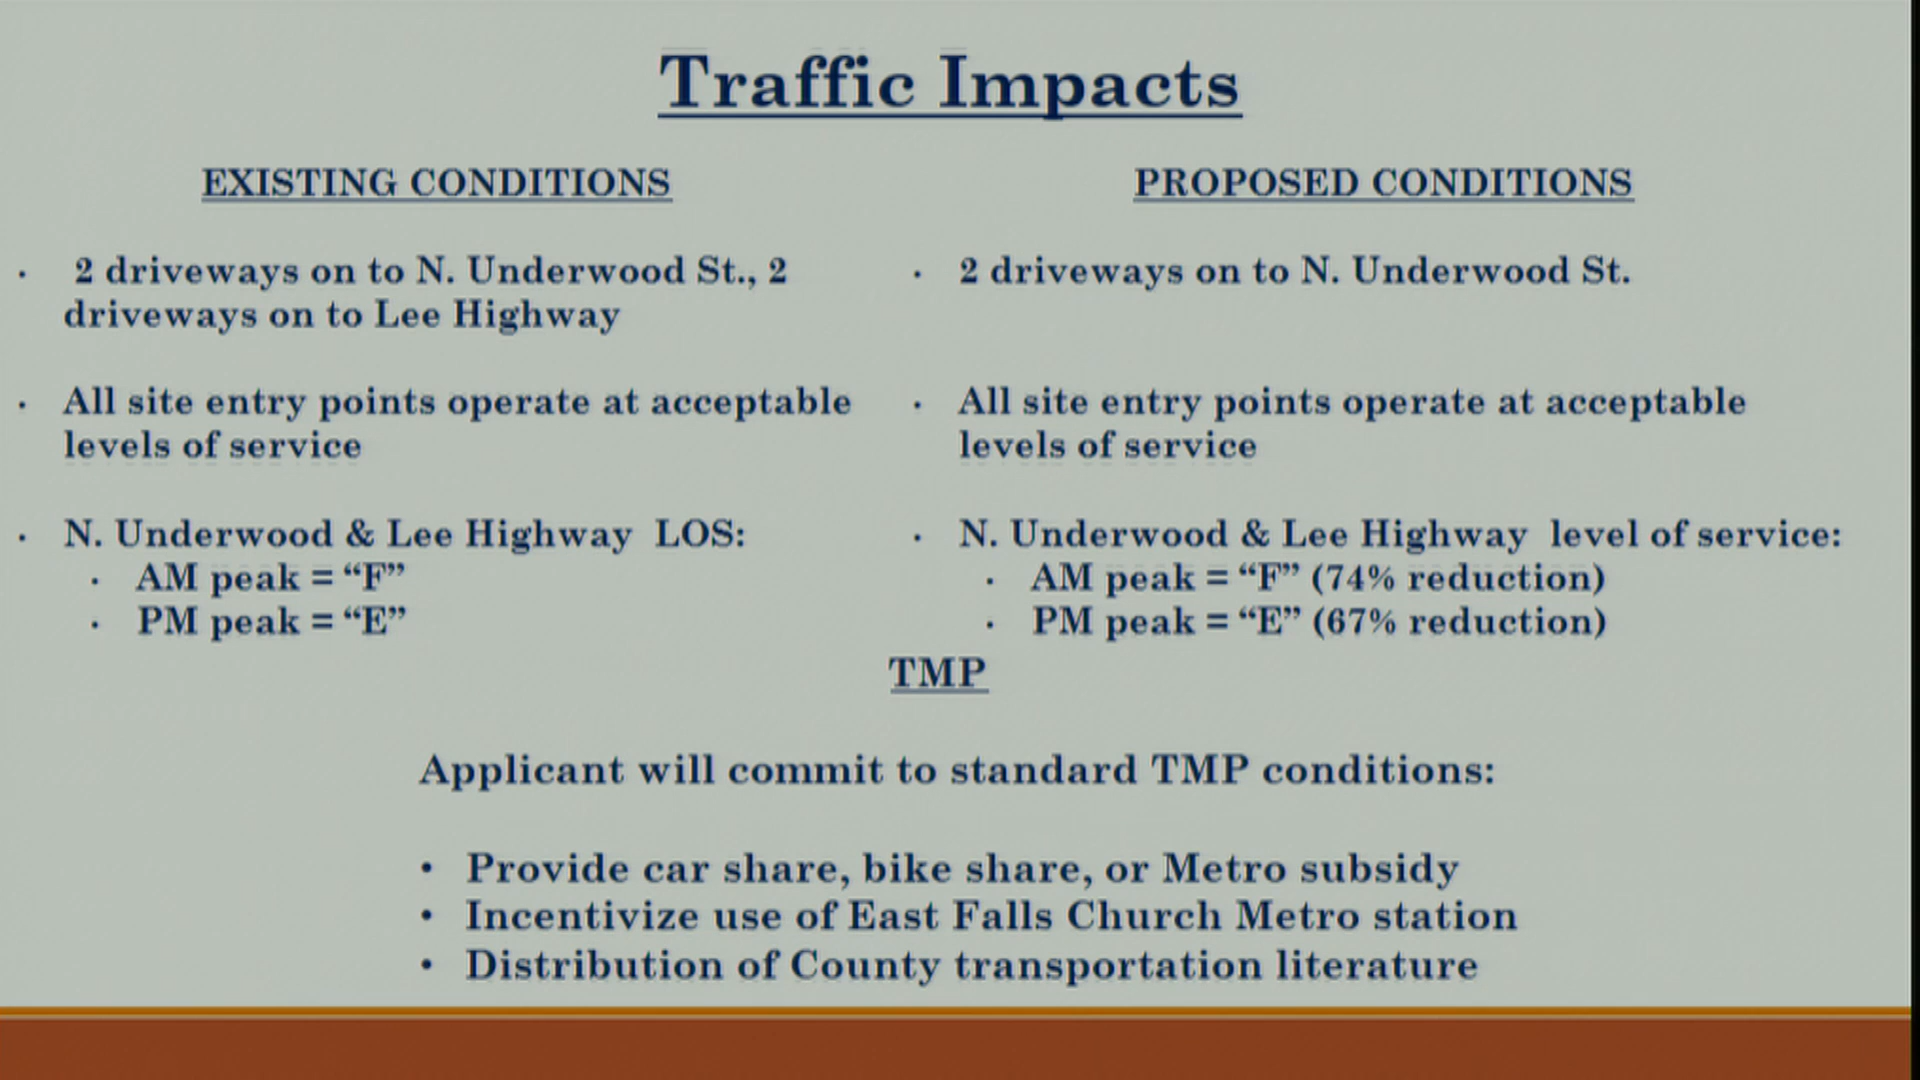 Traffic Impacts
EXISTING CONDITIONS
· 2 driveways on to N. Underwood St., 2
driveways on to Lee Highway
· All site entry points operate at acceptable
levels of service
· N. Underwood & Lee Highway LOS:
· AM peak = “F”
· PM peak = “E”
PROPOSED CONDITIONS
· 2 driveways on to N. Underwood St.
· All site entry points operate at acceptable
levels of service
· N. Underwood & Lee Highway level of service:
· AM peak = “F” (74% reduction)
· PM peak = “E” (67% reduction)
TMP
Applicant will commit to standard TMP conditions:
• Provide car share, bike share, or Metro subsidy
• Incentivize use of East Falls Church Metro station
• Distribution of County transportation literature